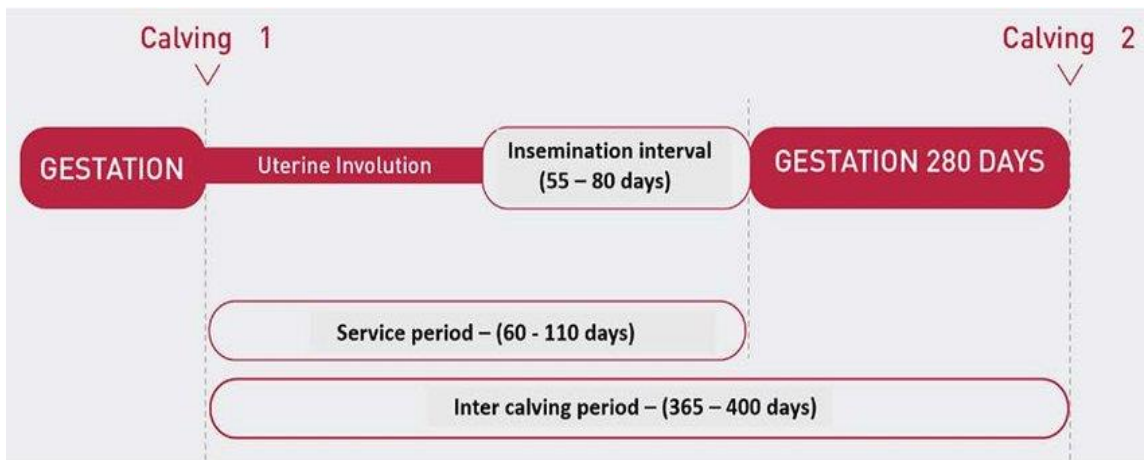 Calving 1
Calving 2
GESTATION
Uterine Involution
Insemination interval
(55 – 80 days)
GESTATION 280 DAYS
Service period – (60 - 110 days)
Inter calving period – (365 – 400 days)